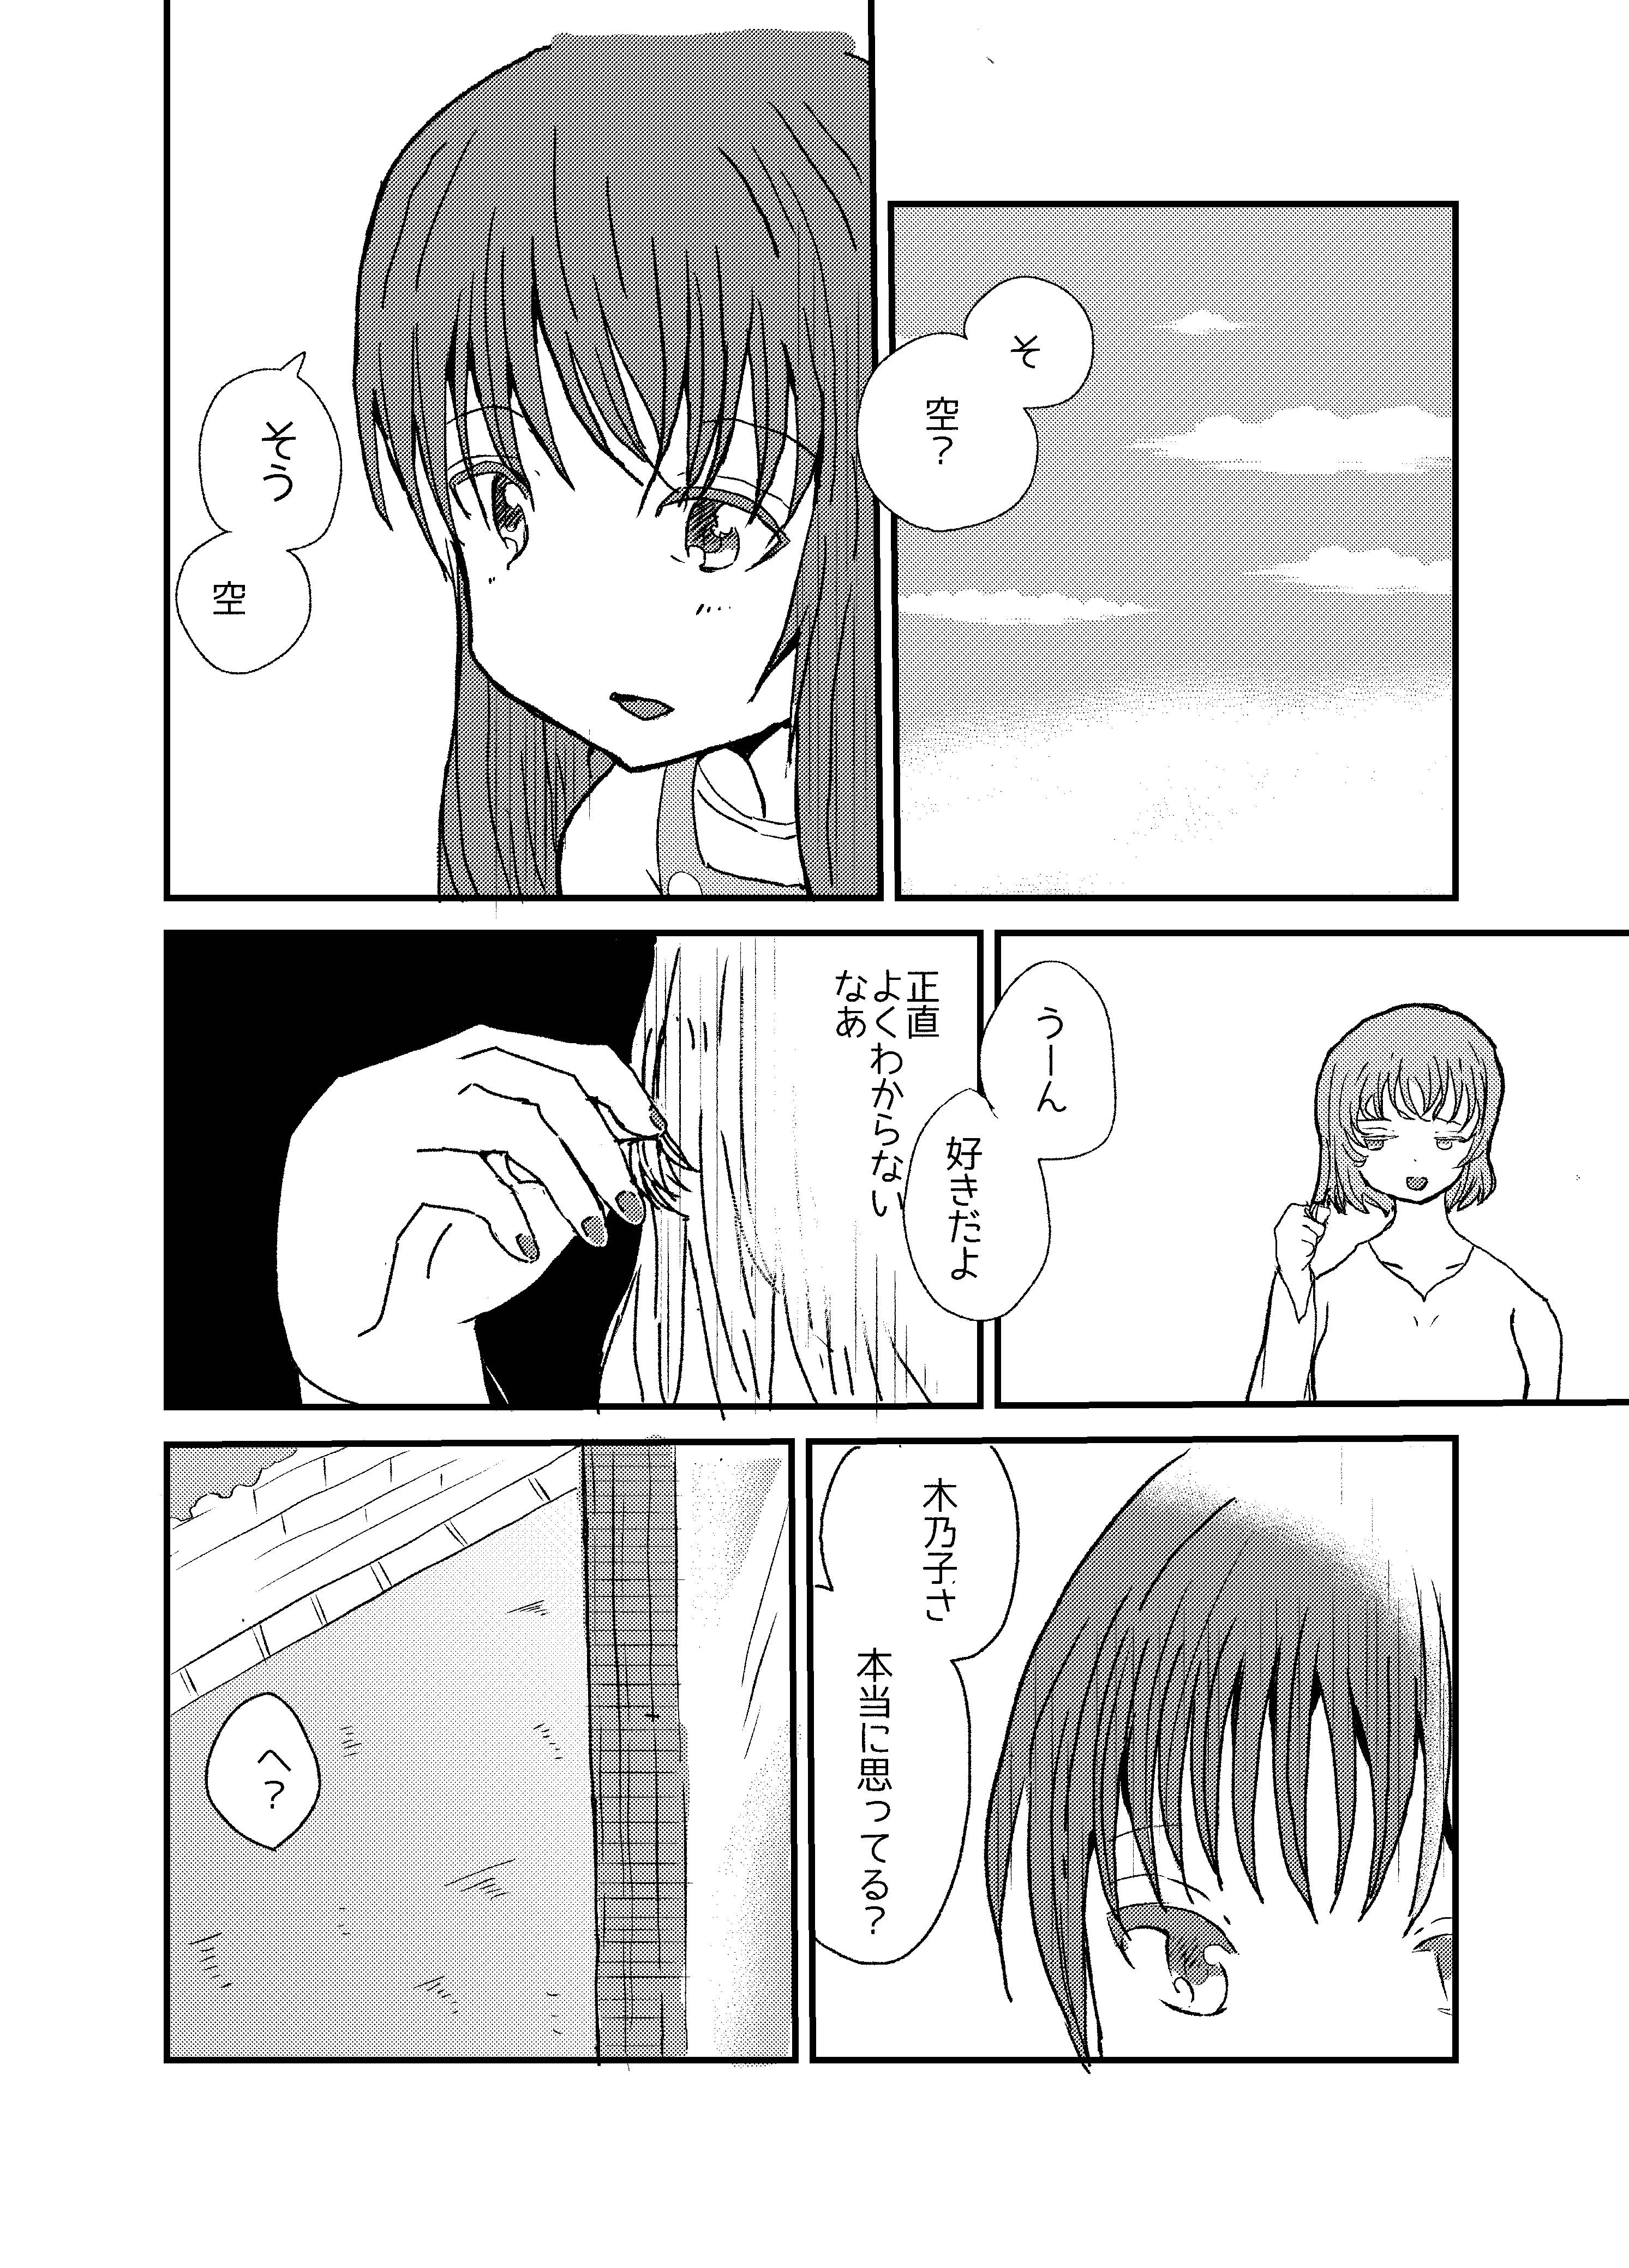 そ
空？
そう
空
うーん
好きだよ
正直
よくわからない
なあ
木乃子さ
本当に思ってる？
へ？